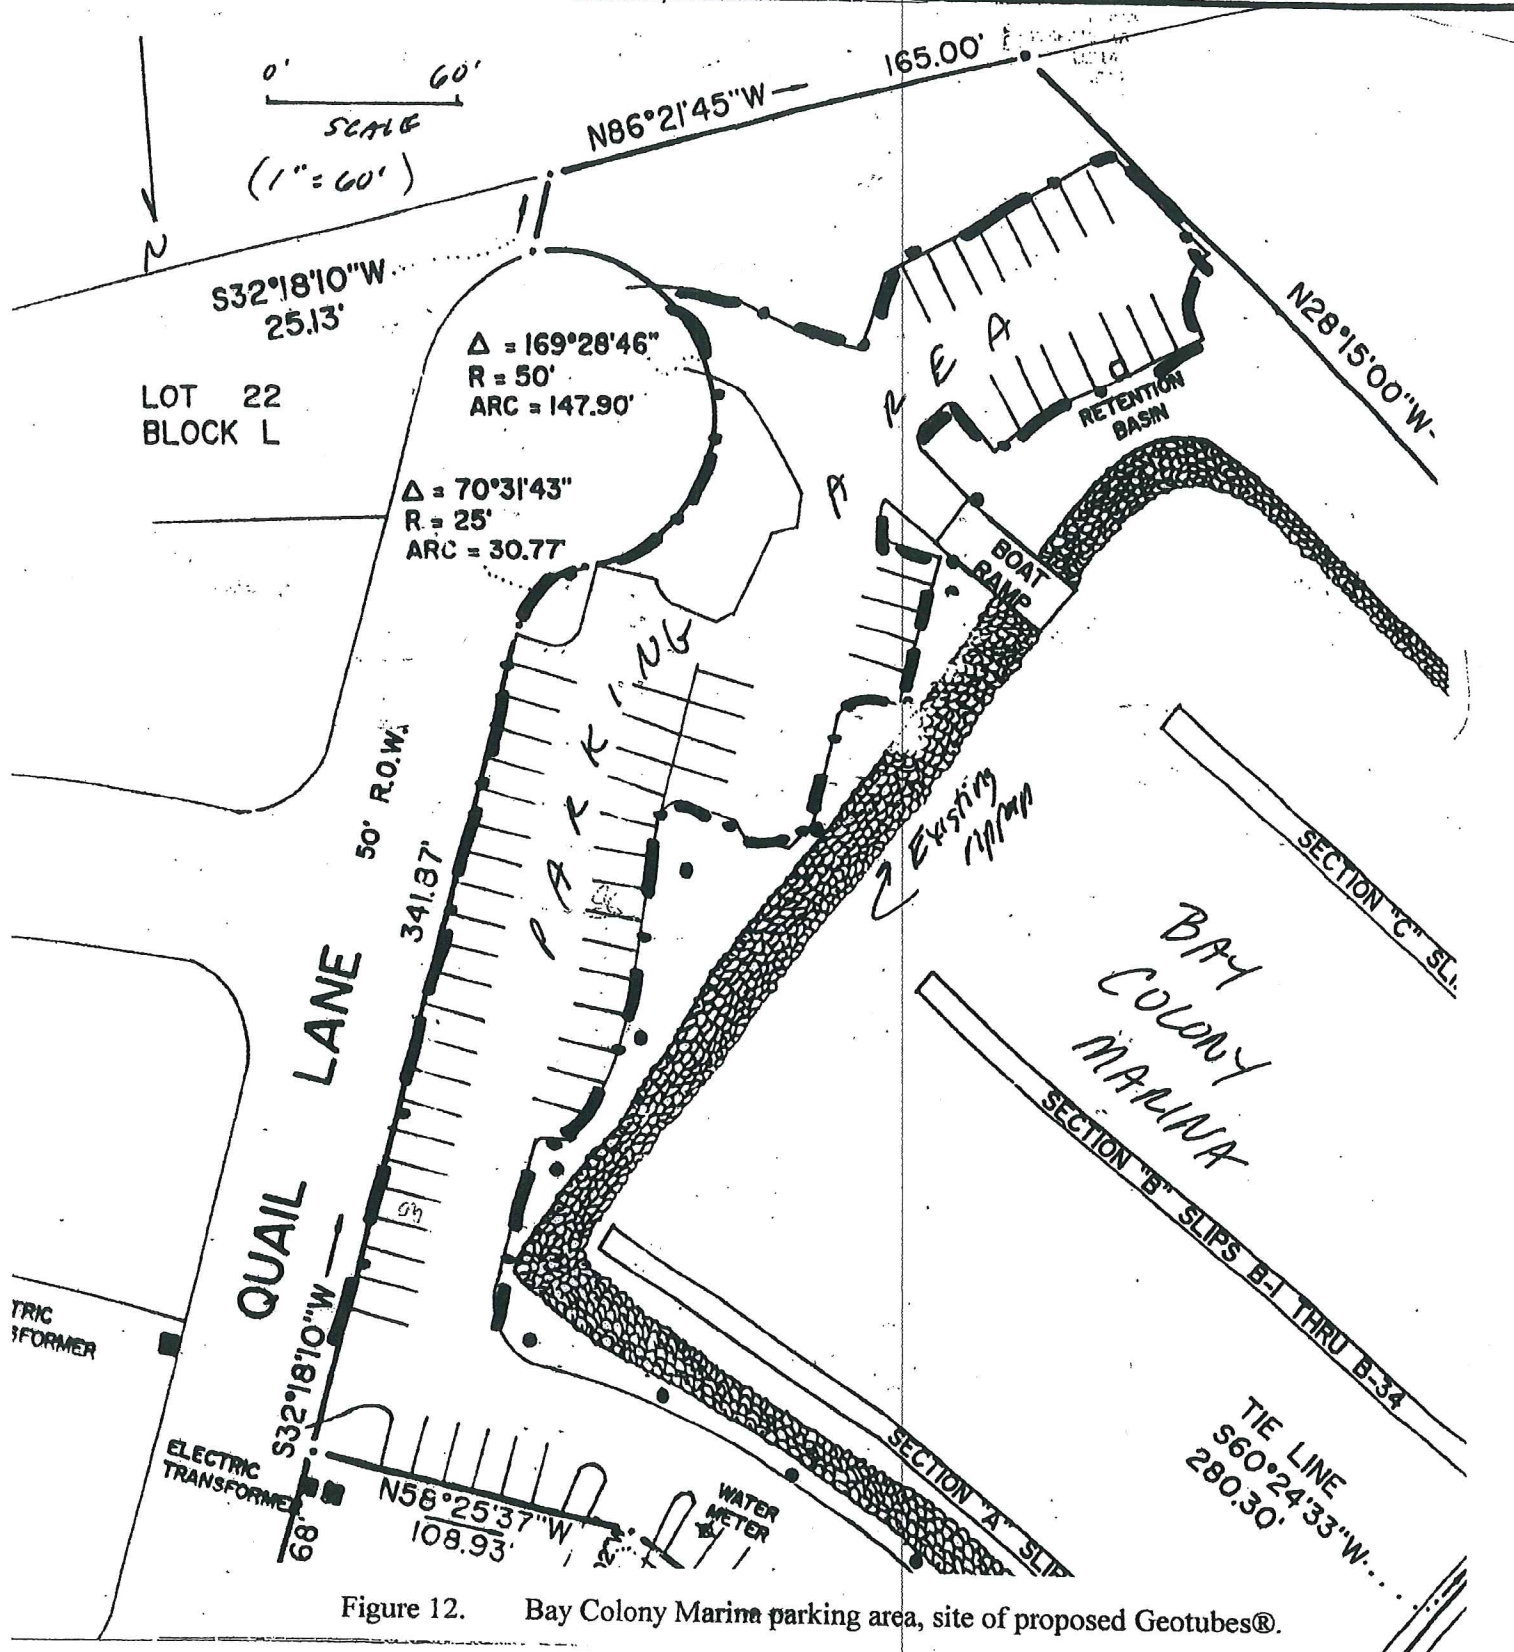 165.00'
N86°21'45"W
0' 60'
SCALE
(1"=60')
N
S32°18'10"W
25.13'
Δ = 169°28'46"
R = 50'
ARC = 147.90'
LOT 22
BLOCK L
Δ = 70°31'43"
R = 25'
ARC = 30.77'
N28°15'00"W
AREA
RETENTION
BASIN
BOAT
RAMP
PARKING
50' R.O.W.
341.87'
QUAIL LANE
S32°18'10"W
68'
Existing
riprap
SECTION "C" SLI
BAY
COLONY
MARINA
SECTION "B" SLIPS B-1 THRU B-34
SECTION "A" SLIP
TIE LINE
S60°24'33"W
280.30'
TRIC
SFORMER
ELECTRIC
TRANSFORMER
N58°25'37"W
108.93'
WATER
METER
Figure 12. Bay Colony Marina parking area, site of proposed Geotubes®.